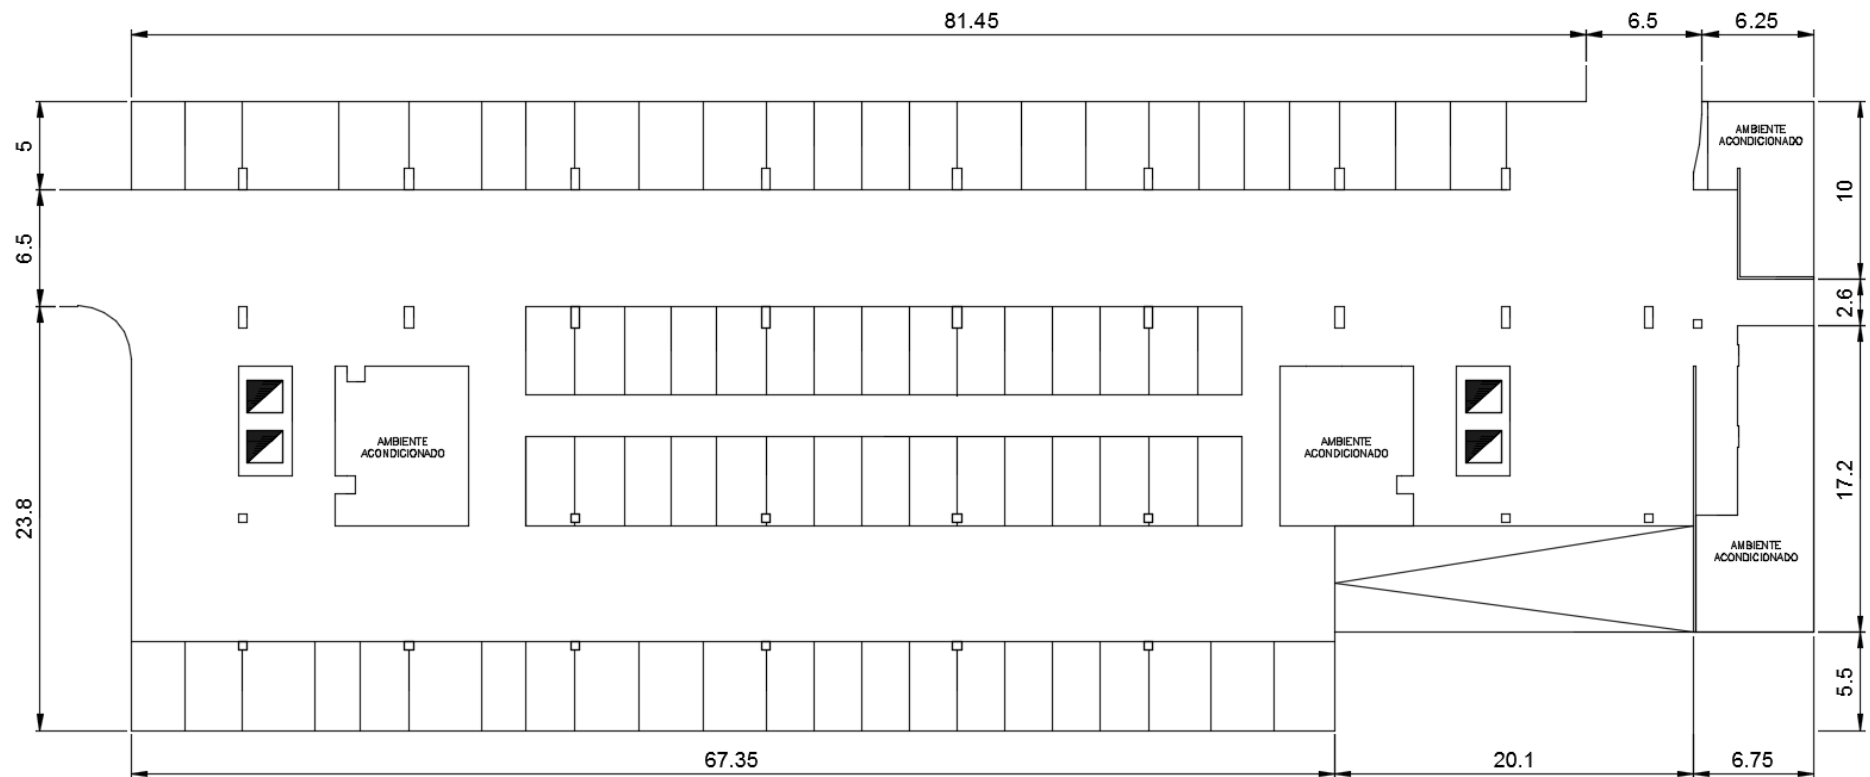 81.45
6.5
6.25
AMBIENTE
ACONDICIONADO
5
10
6.5
2.6
AMBIENTE
ACONDICIONADO
AMBIENTE
ACONDICIONADO
23.8
17.2
AMBIENTE
ACONDICIONADO
5.5
67.35
20.1
6.75